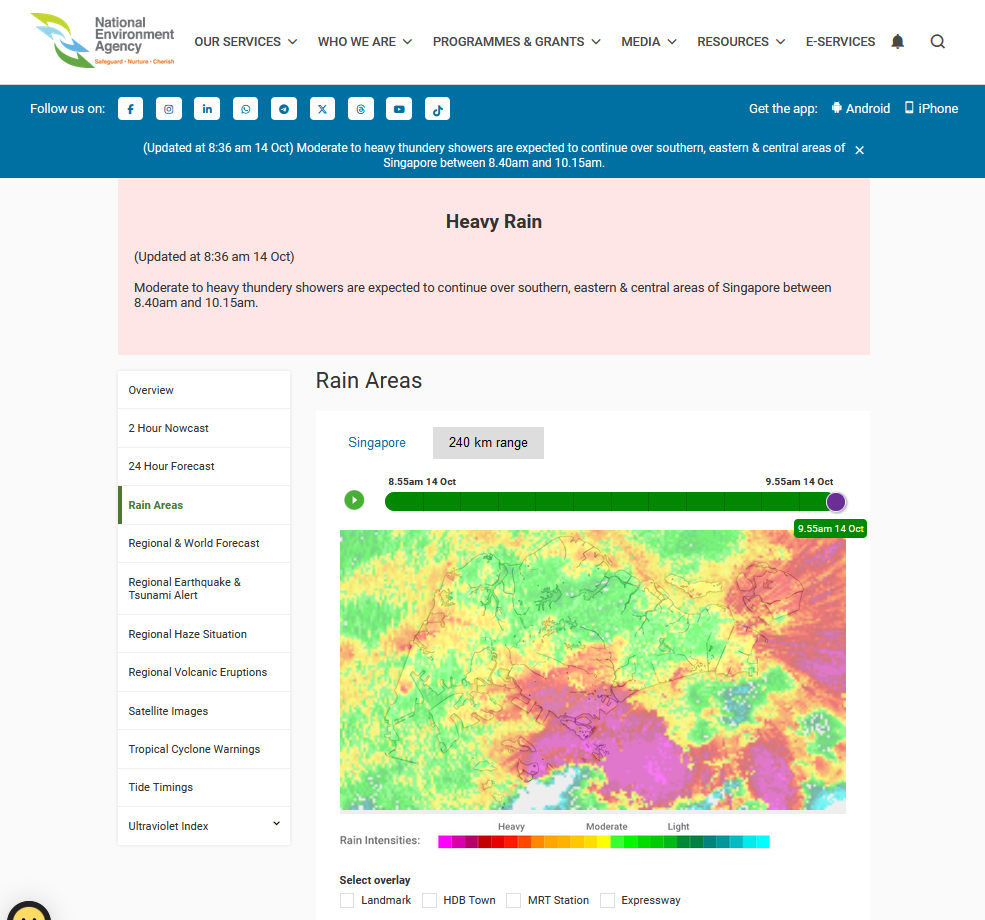 National
Environment
Agency
Safeguard • Nurture • Cherish
OUR SERVICES
WHO WE ARE
PROGRAMMES & GRANTS
MEDIA
RESOURCES
E-SERVICES
Follow us on:
Get the app:
Android
iPhone
(Updated at 8:36 am 14 Oct) Moderate to heavy thundery showers are expected to continue over southern, eastern & central areas of
Singapore between 8.40am and 10.15am.
Heavy Rain
(Updated at 8:36 am 14 Oct)
Moderate to heavy thundery showers are expected to continue over southern, eastern & central areas of Singapore between
8.40am and 10.15am.
Overview
2 Hour Nowcast
24 Hour Forecast
Rain Areas
Regional & World Forecast
Regional Earthquake &
Tsunami Alert
Regional Haze Situation
Regional Volcanic Eruptions
Satellite Images
Tropical Cyclone Warnings
Tide Timings
Ultraviolet Index
Rain Areas
Singapore
240 km range
8.55am 14 Oct
9.55am 14 Oct
9.55am 14 Oct
Heavy
Moderate
Light
Rain Intensities:
Select overlay
Landmark
HDB Town
MRT Station
Expressway